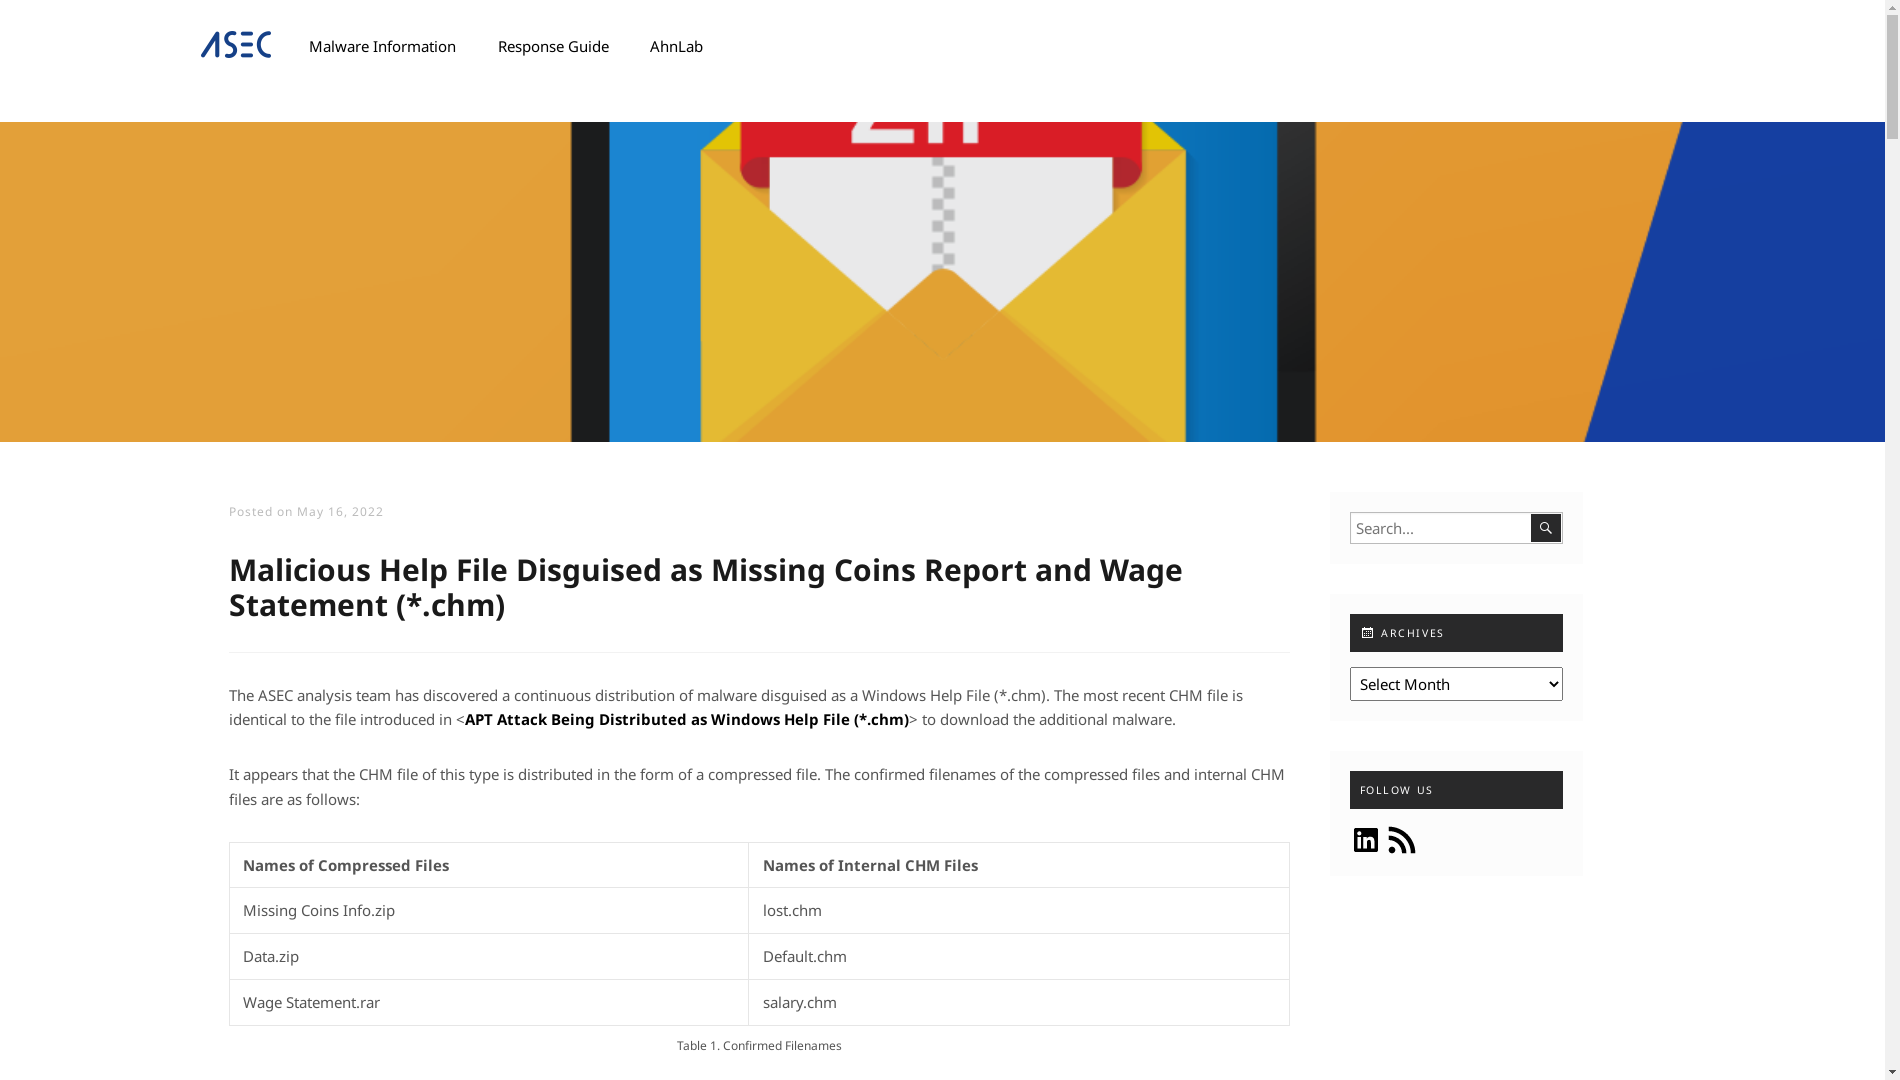 ASEC
Malware Information
Response Guide
AhnLab
Posted on May 16, 2022
Search...
Malicious Help File Disguised as Missing Coins Report and Wage
Statement (*.chm)
ARCHIVES
Select Month
The ASEC analysis team has discovered a continuous distribution of malware disguised as a Windows Help File (*.chm). The most recent CHM file is
identical to the file introduced in <APT Attack Being Distributed as Windows Help File (*.chm)> to download the additional malware.
It appears that the CHM file of this type is distributed in the form of a compressed file. The confirmed filenames of the compressed files and internal CHM
files are as follows:
FOLLOW US
in
Names of Compressed Files
Names of Internal CHM Files
Missing Coins Info.zip
lost.chm
Data.zip
Default.chm
Wage Statement.rar
salary.chm
Table 1. Confirmed Filenames